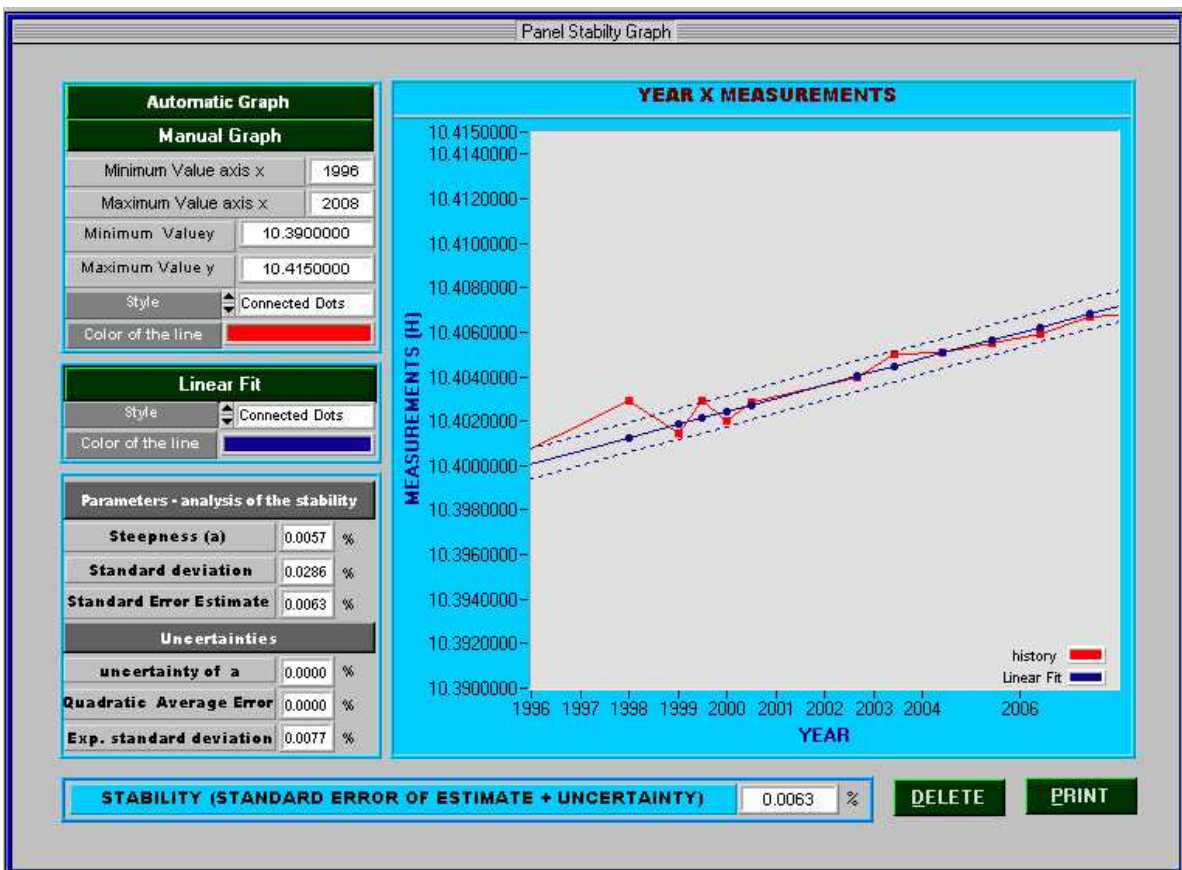 Panel Stabilty Graph
Automatic Graph
Manual Graph
Minimum Value axis x 1996
Maximum Value axis x 2008
Minimum Valuey 10.3900000
Maximum Value y 10.4150000
Style Connected Dots
Color of the line
Linear Fit
Style Connected Dots
Color of the line
Parameters - analysis of the stability
Steepness (a) 0.0057 %
Standard deviation 0.0286 %
Standard Error Estimate 0.0063 %
Uncertainties
uncertainty of a 0.0000 %
Quadratic Average Error 0.0000 %
Exp. standard deviation 0.0077 %
YEAR X MEASUREMENTS
10.4150000
10.4140000
10.4120000
10.4100000
10.4080000
10.4060000
10.4040000
10.4020000
10.4000000
10.3980000
10.3960000
10.3940000
10.3920000
10.3900000
MEASUREMENTS (H)
history
Linear Fit
1996 1997 1998 1999 2000 2001 2002 2003 2004 2006
YEAR
STABILITY (STANDARD ERROR OF ESTIMATE + UNCERTAINTY) 0.0063 %
DELETE
PRINT